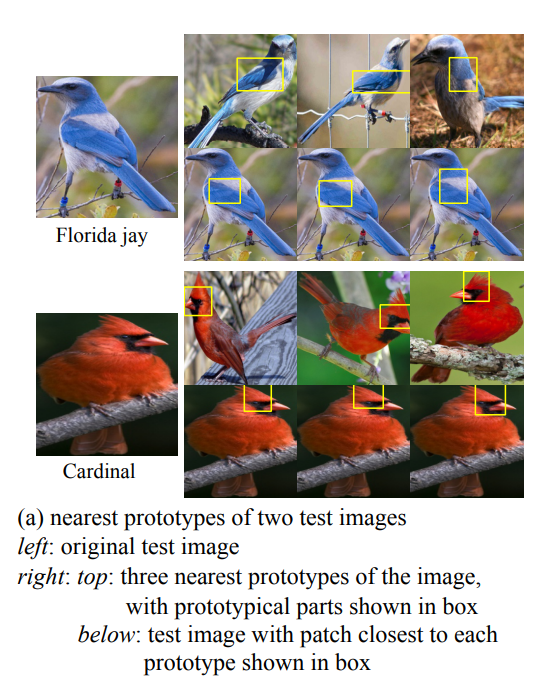 Florida jay
Cardinal
(a) nearest prototypes of two test images
left: original test image
right: top: three nearest prototypes of the image,
with prototypical parts shown in box
below: test image with patch closest to each
prototype shown in box